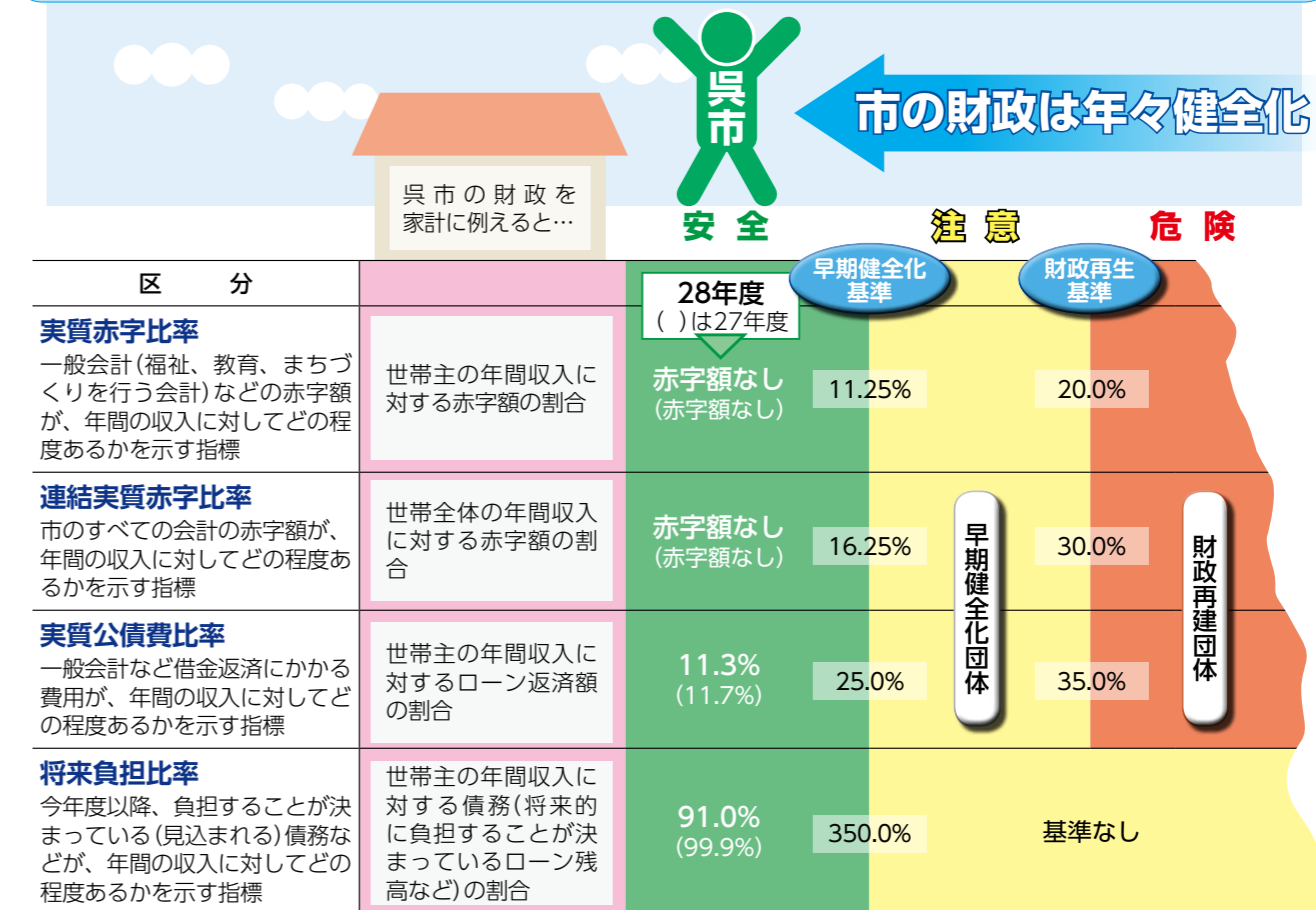 呉市
市の財政は年々健全化
呉市の財政を
家計に例えると…
安全
注意
危険
区 分
28年度
( )は27年度
早期健全化
基準
財政再生
基準
実質赤字比率
一般会計(福祉、教育、まちづ
くりを行う会計)などの赤字額
が、年間の収入に対してどの程
度あるかを示す指標
世帯主の年間収入に
対する赤字額の割合
赤字額なし
(赤字額なし)
11.25%
20.0%
連結実質赤字比率
市のすべての会計の赤字額が、
年間の収入に対してどの程度あ
るかを示す指標
世帯全体の年間収入
に対する赤字額の割
合
赤字額なし
(赤字額なし)
16.25%
早期健全化団体
30.0%
財政再建団体
実質公債費比率
一般会計など借金返済にかかる
費用が、年間の収入に対してど
の程度あるかを示す指標
世帯主の年間収入に
対するローン返済額
の割合
11.3%
(11.7%)
25.0%
35.0%
将来負担比率
今年度以降、負担することが決
まっている(見込まれる)債務な
どが、年間の収入に対してどの
程度あるかを示す指標
世帯主の年間収入に
対する債務(将来的
に負担することが決
まっているローン残
高など)の割合
91.0%
(99.9%)
350.0%
基準なし